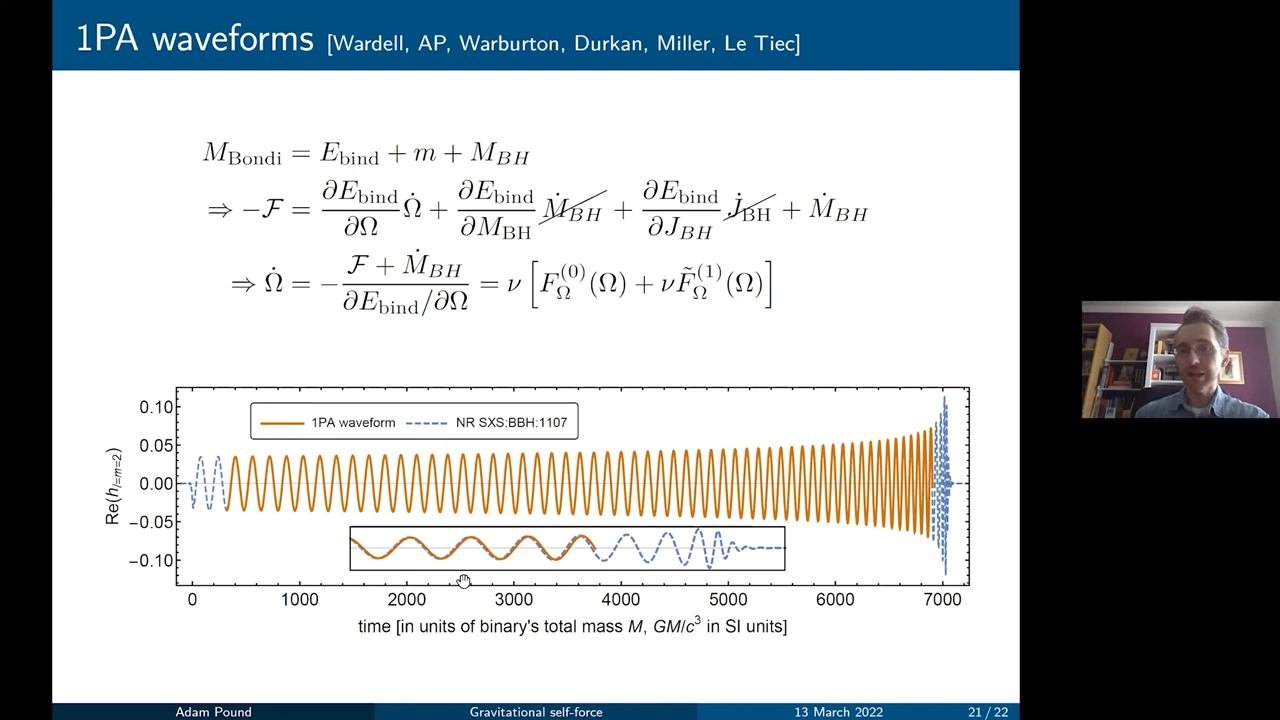 1PA waveforms [Wardell, AP, Warburton, Durkan, Miller, Le Tiec]
M_Bondi = E_bind + m + M_BH
⇒ −ℱ = ∂E_bind/∂Ω Ω̇ + ∂E_bind/∂M_BH Ṁ_BH + ∂E_bind/∂J_BH J̇_BH + Ṁ_BH
⇒ Ω̇ = − (ℱ + Ṁ_BH)/(∂E_bind/∂Ω) = ν [F_Ω^(0)(Ω) + νF̃_Ω^(1)(Ω)]
1PA waveform NR SXS:BBH:1107
Re(h_l=m=2)
0.10
0.05
0.00
−0.05
−0.10
0 1000 2000 3000 4000 5000 6000 7000
time [in units of binary's total mass M, GM/c³ in SI units]
Adam Pound Gravitational self-force 13 March 2022 21 / 22